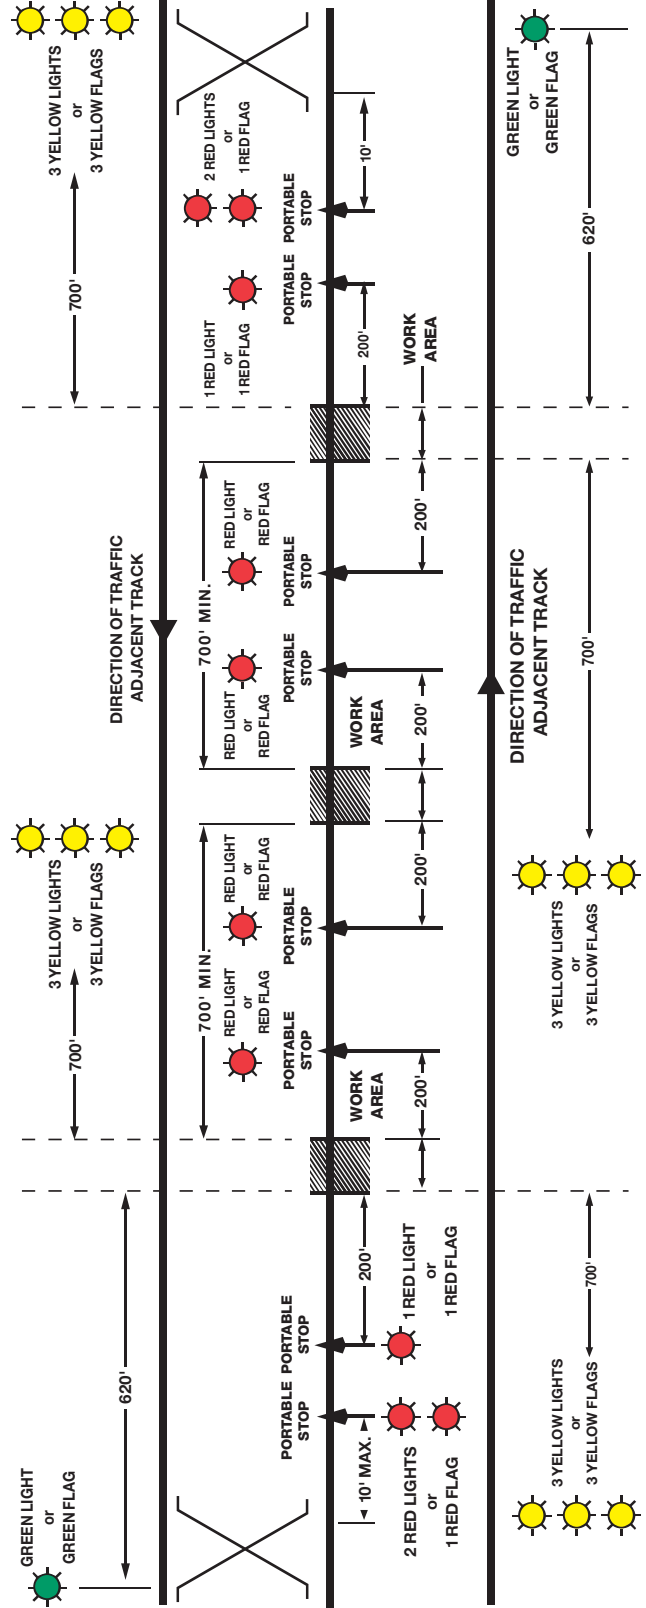 GREEN LIGHT
or
GREEN FLAG
620'
700'
3 YELLOW LIGHTS
or
3 YELLOW FLAGS
DIRECTION OF TRAFFIC
ADJACENT TRACK
700'
3 YELLOW LIGHTS
or
3 YELLOW FLAGS
700' MIN.
700' MIN.
RED LIGHT
or
RED FLAG
RED LIGHT
or
RED FLAG
RED LIGHT
or
RED FLAG
RED LIGHT
or
RED FLAG
1 RED LIGHT
or
1 RED FLAG
2 RED LIGHTS
or
1 RED FLAG
PORTABLE
STOP
PORTABLE
STOP
PORTABLE
STOP
PORTABLE
STOP
PORTABLE
STOP
PORTABLE
STOP
PORTABLE
STOP
PORTABLE
STOP
10' MAX.
200'
WORK
AREA
200'
200'
WORK
AREA
200'
200'
WORK
AREA
200'
10'
2 RED LIGHTS
or
1 RED FLAG
1 RED LIGHT
or
1 RED FLAG
3 YELLOW LIGHTS
or
3 YELLOW FLAGS
700'
3 YELLOW LIGHTS
or
3 YELLOW FLAGS
700'
DIRECTION OF TRAFFIC
ADJACENT TRACK
620'
GREEN LIGHT
or
GREEN FLAG